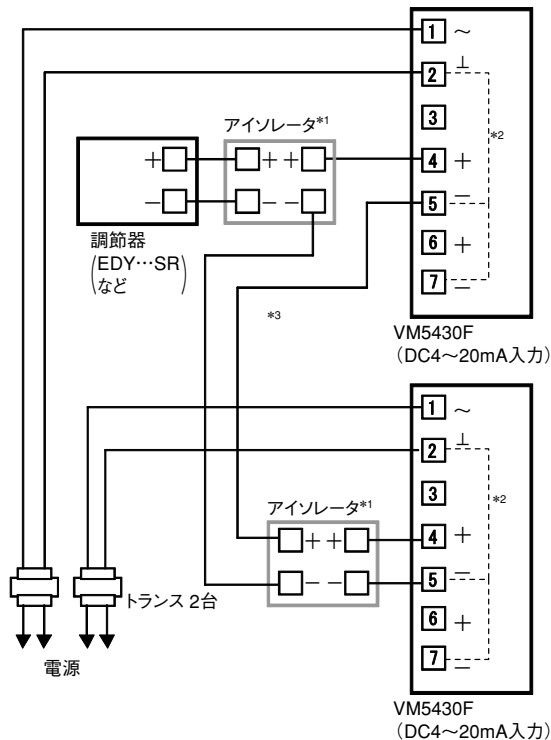 1 ~
2 ⊥
3
*2
4 +
5 −
6 +
7 −
アイソレータ*1
+ + +
− − −
調節器
(EDY…SR)
など
*3
VM5430F
(DC4～20mA入力)
1 ~
2 ⊥
3
*2
4 +
5 −
6 +
7 −
アイソレータ*1
+ +
− −
トランス 2台
電源
VM5430F
(DC4～20mA入力)